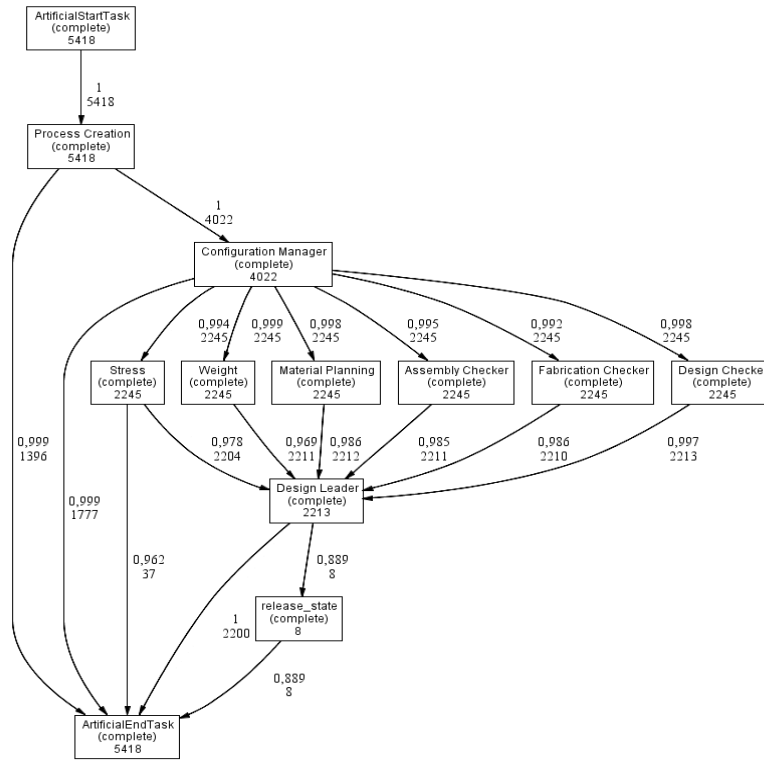 ArtificialStartTask
(complete)
5418
1
5418
Process Creation
(complete)
5418
1
4022
Configuration Manager
(complete)
4022
0,994
2245
0,999
2245
0,998
2245
0,995
2245
0,992
2245
0,998
2245
Stress
(complete)
2245
Weight
(complete)
2245
Material Planning
(complete)
2245
Assembly Checker
(complete)
2245
Fabrication Checker
(complete)
2245
Design Checke
(complete)
2245
0,999
1396
0,978
2204
0,969
2211
0,986
2212
0,985
2211
0,986
2210
0,997
2213
Design Leader
(complete)
2213
0,999
1777
0,962
37
0,889
8
release_state
(complete)
8
1
2200
0,889
8
ArtificialEndTask
(complete)
5418